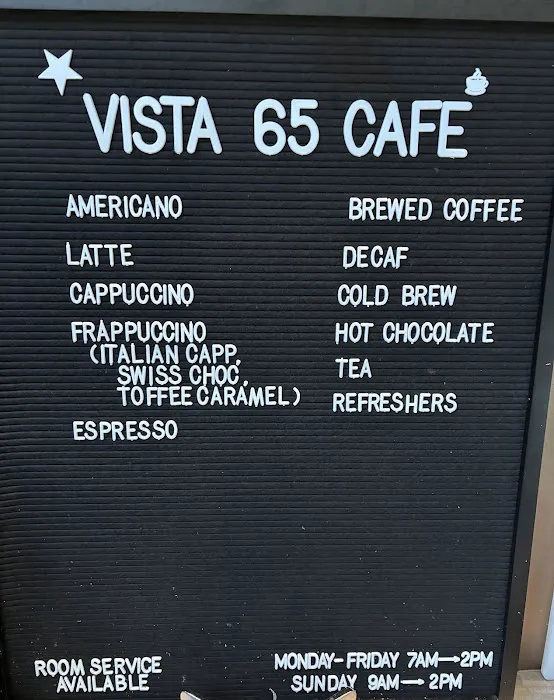 VISTA 65 CAFE
AMERICANO
LATTE
CAPPUCCINO
FRAPPUCCINO
(ITALIAN CAPP,
SWISS CHOC,
TOFFEE CARAMEL)
ESPRESSO
BREWED COFFEE
DECAF
COLD BREW
HOT CHOCOLATE
TEA
REFRESHERS
ROOM SERVICE
AVAILABLE
MONDAY-FRIDAY 7AM→2PM
SUNDAY 9AM→2PM